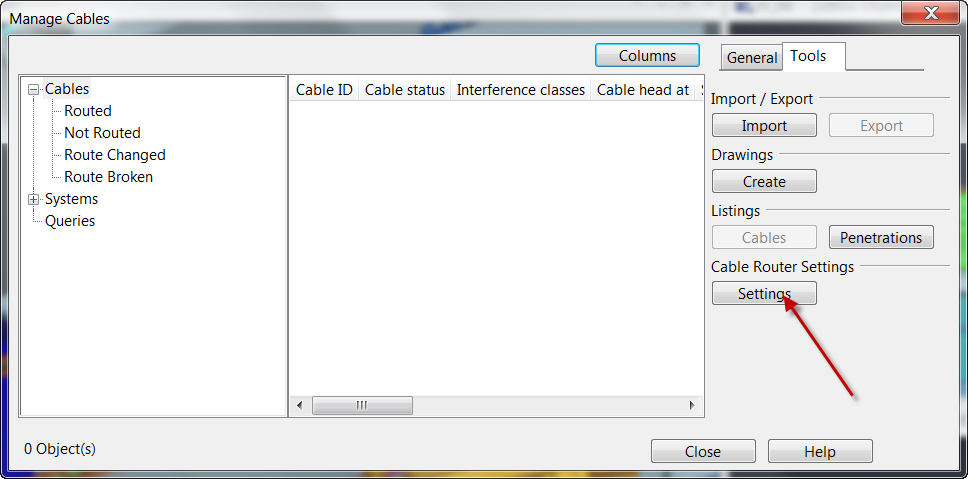 Manage Cables
Columns
General Tools
Cables
Routed
Not Routed
Route Changed
Route Broken
Systems
Queries
Cable ID Cable status Interference classes Cable head at
Import / Export
Import Export
Drawings
Create
Listings
Cables Penetrations
Cable Router Settings
Settings
0 Object(s)
Close Help